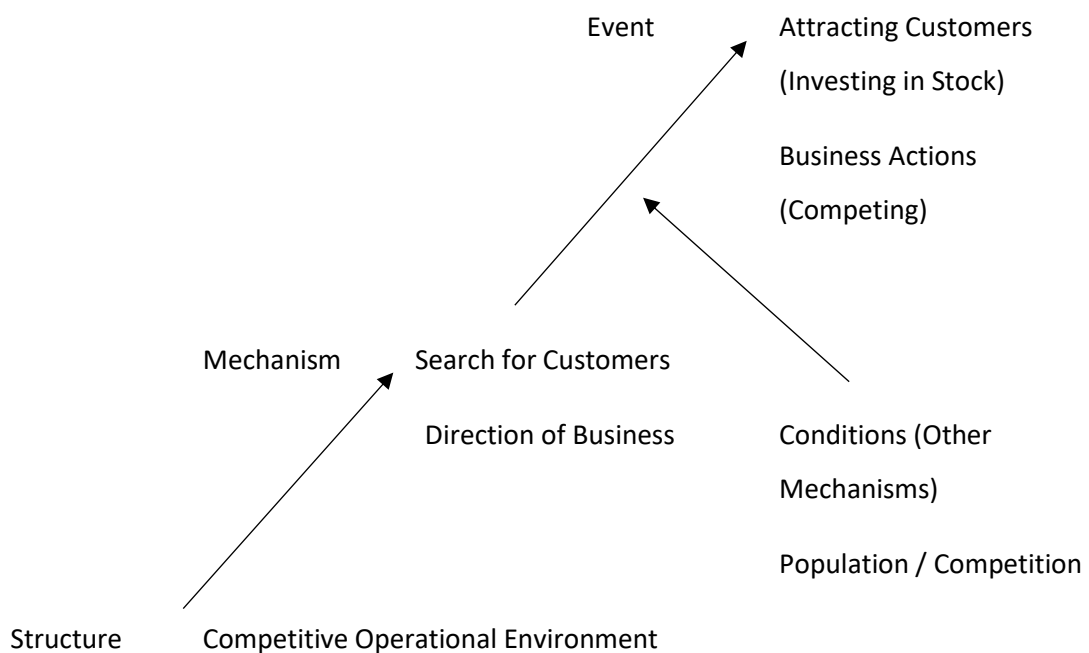 Event Attracting Customers
(Investing in Stock)
Business Actions
(Competing)
Mechanism Search for Customers
Direction of Business Conditions (Other
Mechanisms)
Population / Competition
Structure Competitive Operational Environment